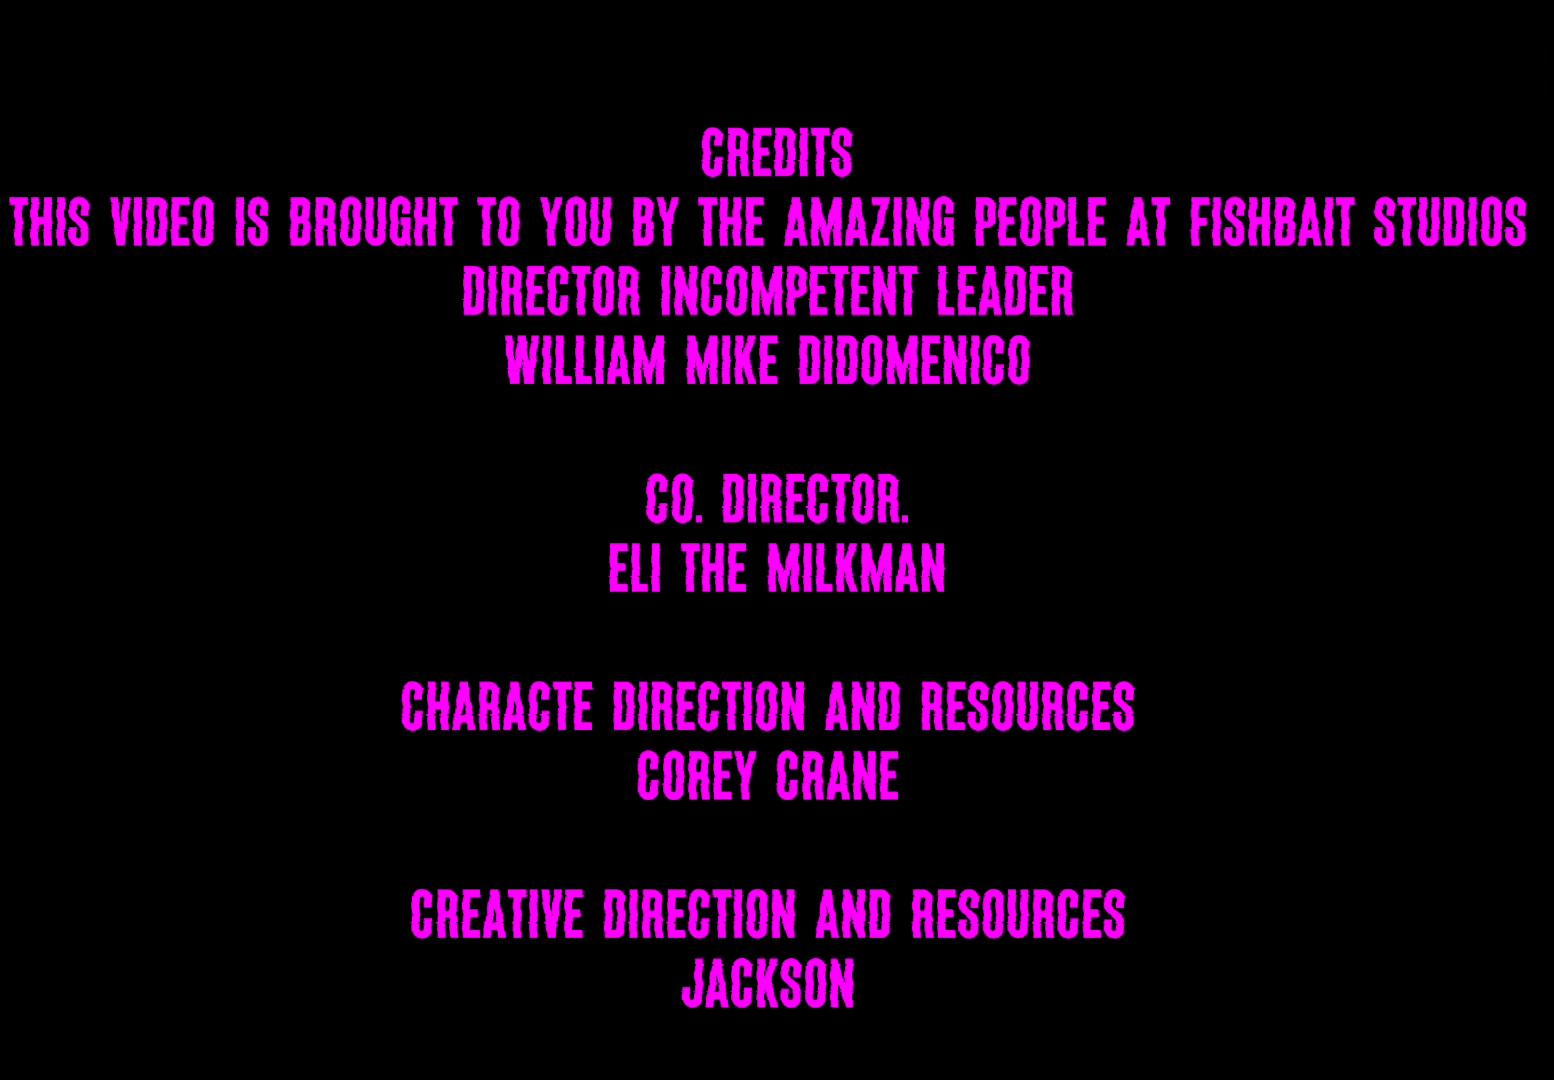 CREDITS
THIS VIDEO IS BROUGHT TO YOU BY THE AMAZING PEOPLE AT FISHBAIT STUDIOS
DIRECTOR INCOMPETENT LEADER
WILLIAM MIKE DIDOMENICO
CO. DIRECTOR.
ELI THE MILKMAN
CHARACTE DIRECTION AND RESOURCES
COREY CRANE
CREATIVE DIRECTION AND RESOURCES
JACKSON